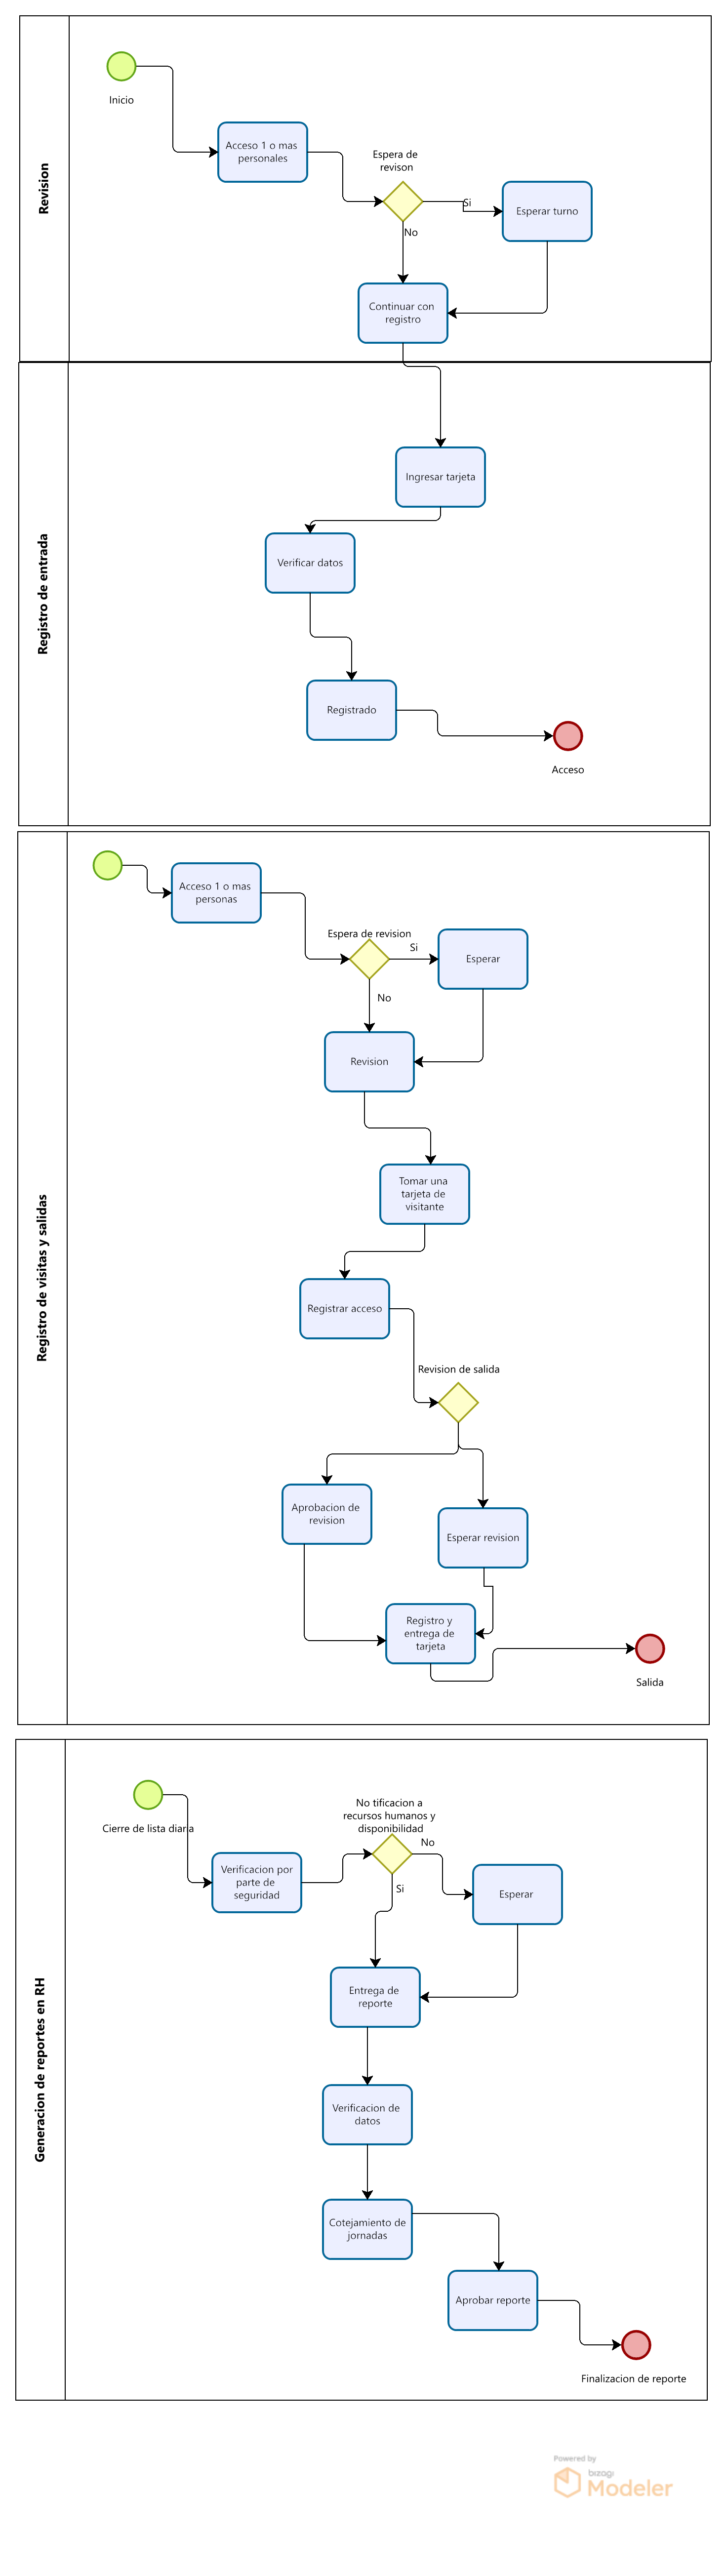 Revision
Inicio
Acceso 1 o mas
personales
Espera de
revison
Si
Esperar turno
No
Continuar con
registro
Registro de entrada
Ingresar tarjeta
Verificar datos
Registrado
Acceso
Registro de visitas y salidas
Acceso 1 o mas
personas
Espera de revision
Si
Esperar
No
Revision
Tomar una
tarjeta de
visitante
Registrar acceso
Revision de salida
Aprobacion de
revision
Esperar revision
Registro y
entrega de
tarjeta
Salida
Generacion de reportes en RH
Cierre de lista diaria
No tificacion a
recursos humanos y
disponibilidad
No
Verificacion por
parte de
seguridad
Si
Esperar
Entrega de
reporte
Verificacion de
datos
Cotejamiento de
jornadas
Aprobar reporte
Finalizacion de reporte
Powered by
bizagi
Modeler